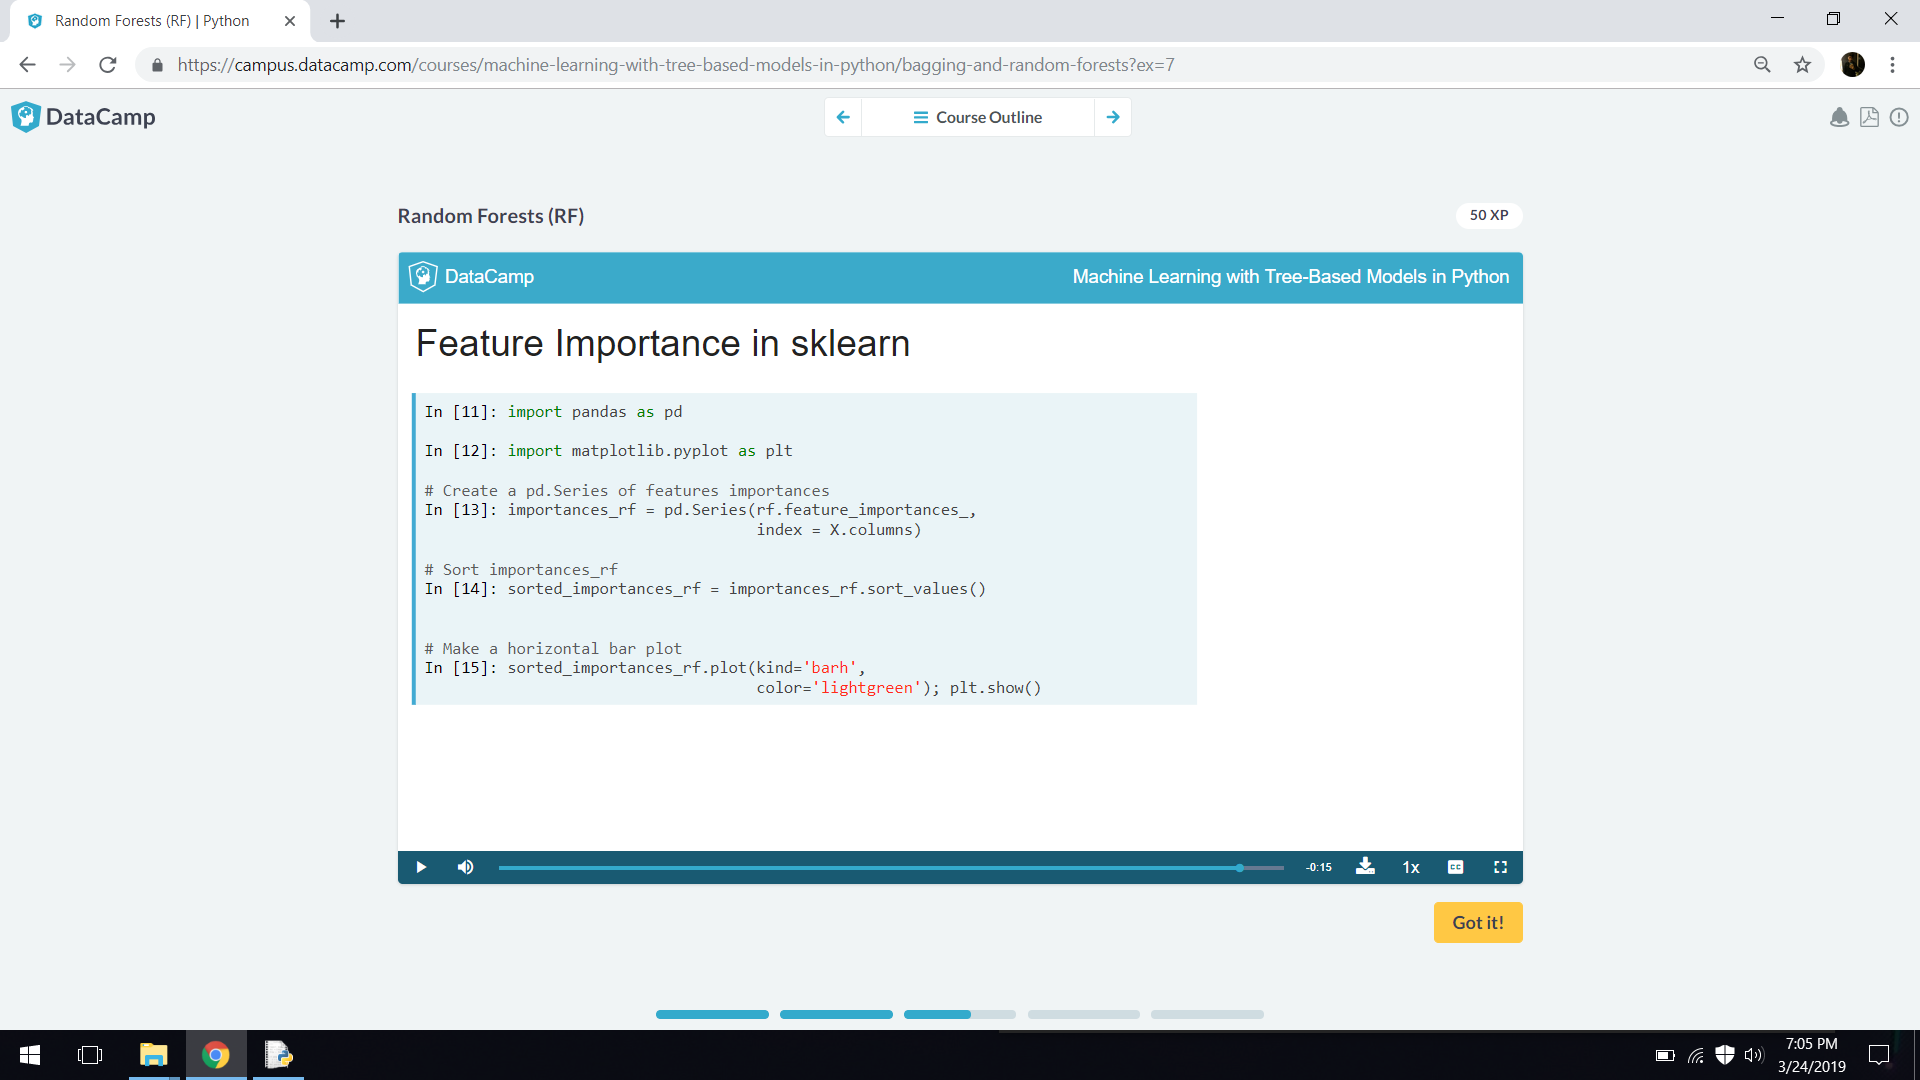 Random Forests (RF) | Python
https://campus.datacamp.com/courses/machine-learning-with-tree-based-models-in-python/bagging-and-random-forests?ex=7
DataCamp
Course Outline
Random Forests (RF)
50 XP
DataCamp
Machine Learning with Tree-Based Models in Python
Feature Importance in sklearn
In [11]: import pandas as pd
In [12]: import matplotlib.pyplot as plt
# Create a pd.Series of features importances
In [13]: importances_rf = pd.Series(rf.feature_importances_,
index = X.columns)
# Sort importances_rf
In [14]: sorted_importances_rf = importances_rf.sort_values()
# Make a horizontal bar plot
In [15]: sorted_importances_rf.plot(kind='barh',
color='lightgreen'); plt.show()
-0:15
1x
CC
Got it!
7:05 PM
3/24/2019